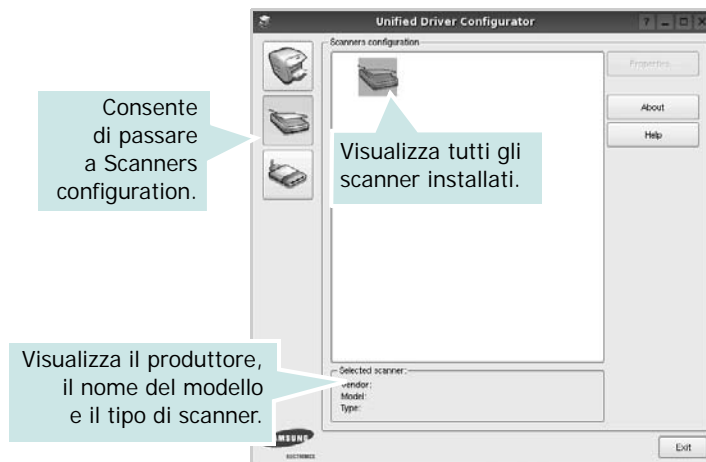 Unified Driver Configurator
Scanners configuration
Properties...
About
Help
Consente
di passare
a Scanners
configuration.
Visualizza tutti gli
scanner installati.
Visualizza il produttore,
il nome del modello
e il tipo di scanner.
Selected scanner:
Vendor:
Model:
Type:
SAMSUNG
ELECTRONICS
Exit